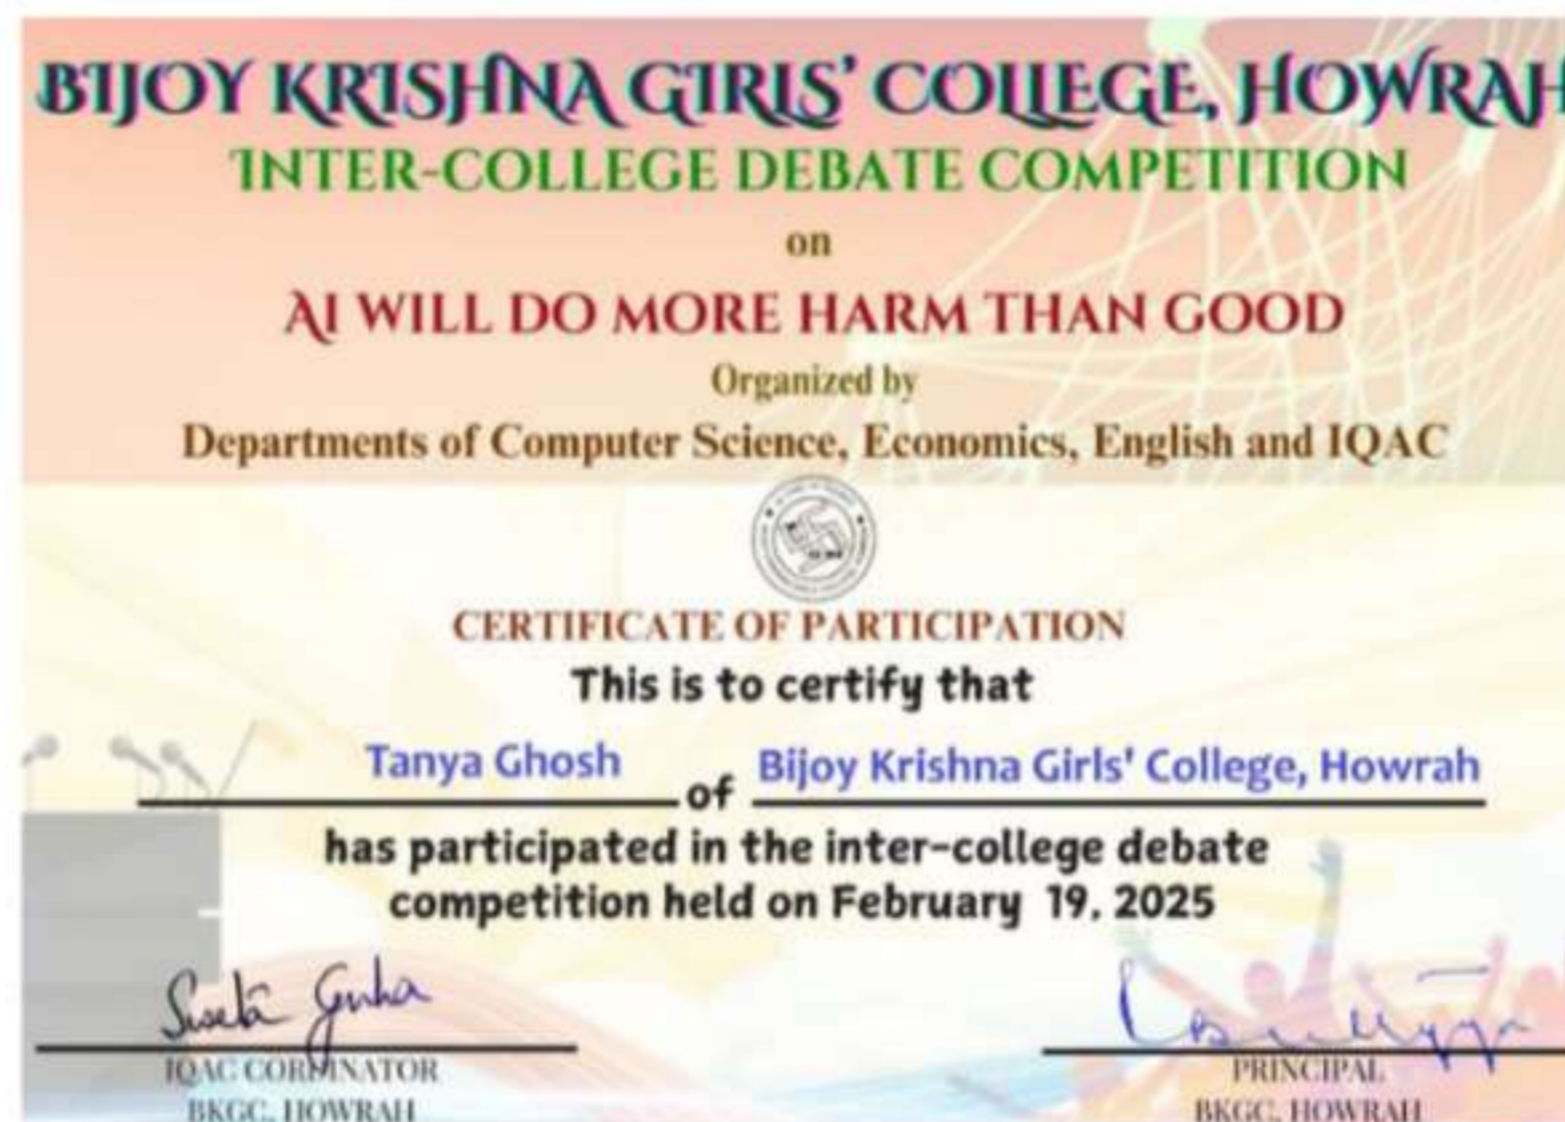 BIJOY KRISHNA GIRLS' COLLEGE, HOWRAH
INTER-COLLEGE DEBATE COMPETITION
on
AI WILL DO MORE HARM THAN GOOD
Organized by
Departments of Computer Science, Economics, English and IQAC
CERTIFICATE OF PARTICIPATION
This is to certify that
Tanya Ghosh of Bijoy Krishna Girls' College, Howrah
has participated in the inter-college debate
competition held on February 19, 2025
Sweta Guha
IQAC CORDINATOR
BKGC, HOWRAH
PRINCIPAL
BKGC, HOWRAH